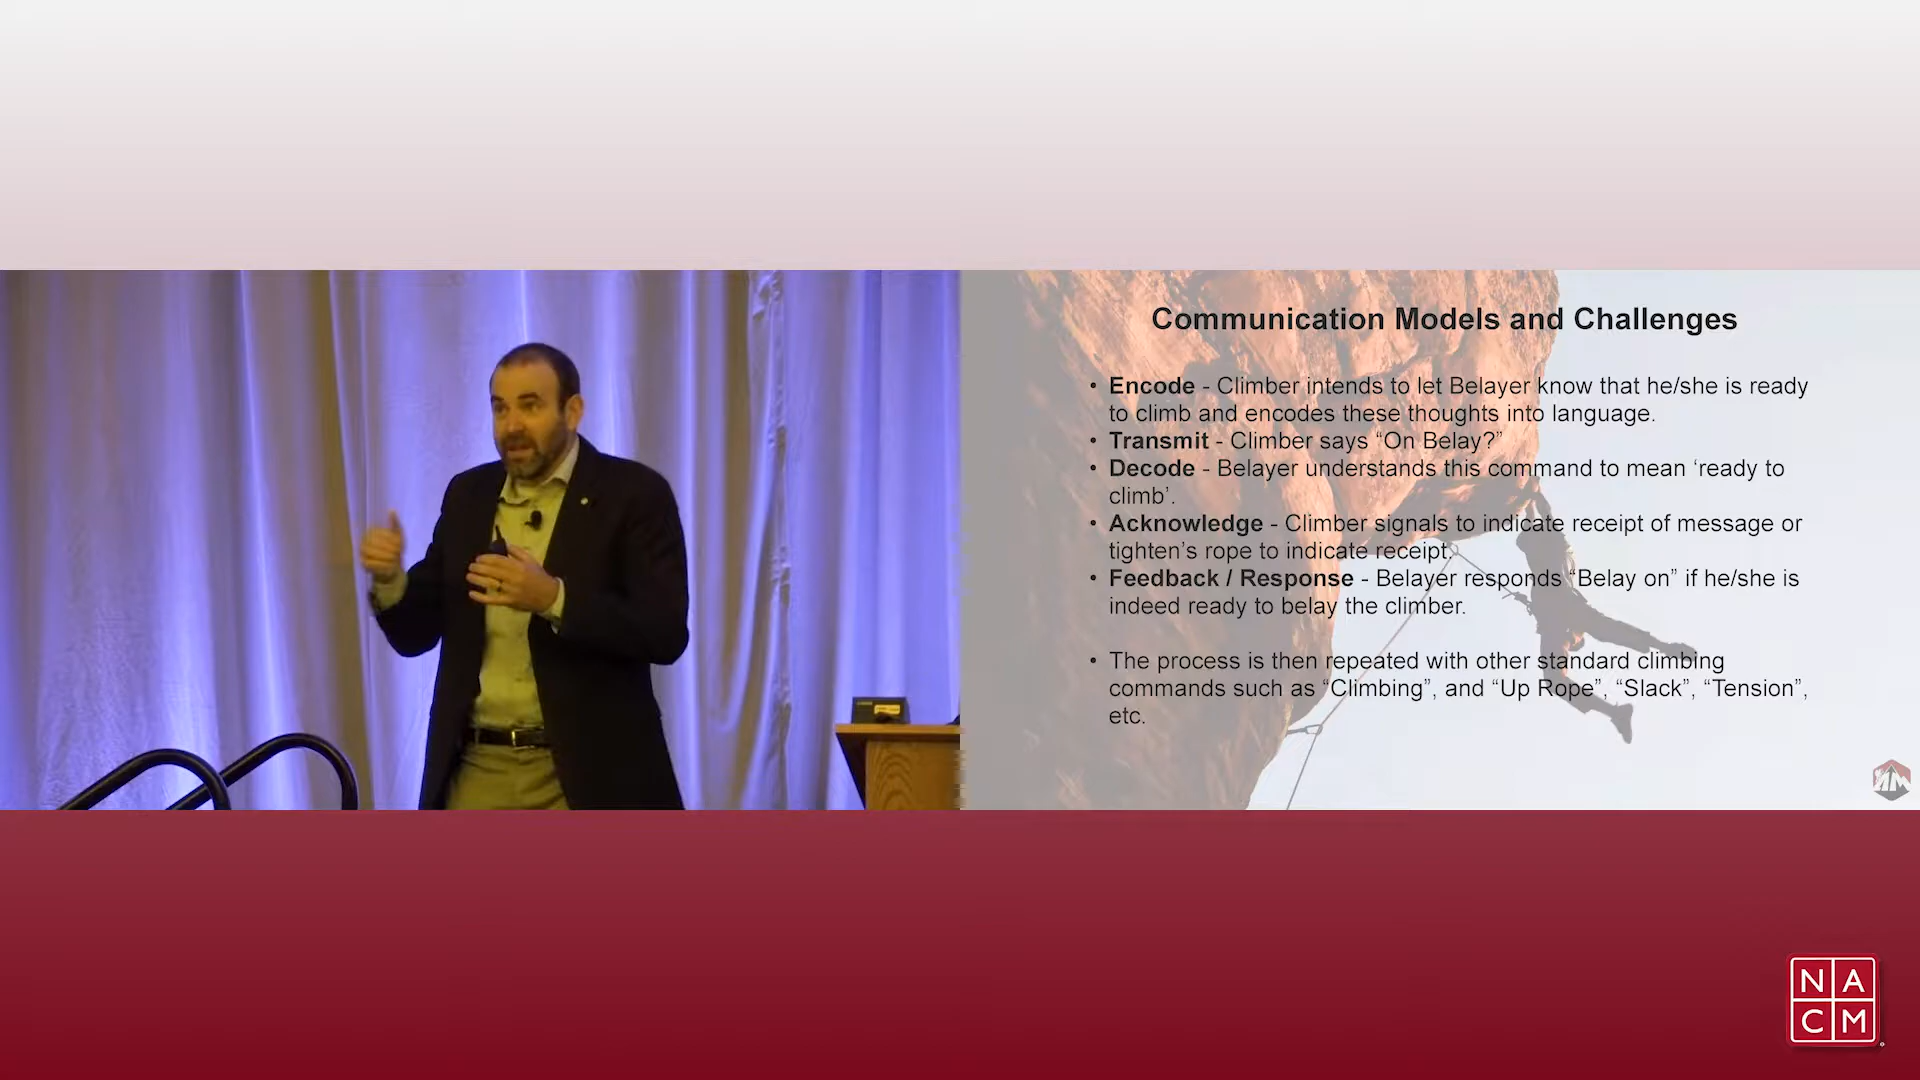 Communication Models and Challenges
• Encode - Climber intends to let Belayer know that he/she is ready
to climb and encodes these thoughts into language.
• Transmit - Climber says “On Belay?”
• Decode - Belayer understands this command to mean ‘ready to
climb’.
• Acknowledge - Climber signals to indicate receipt of message or
tighten’s rope to indicate receipt.
• Feedback / Response - Belayer responds “Belay on” if he/she is
indeed ready to belay the climber.
• The process is then repeated with other standard climbing
commands such as “Climbing”, and “Up Rope”, “Slack”, “Tension”,
etc.
NA
CM